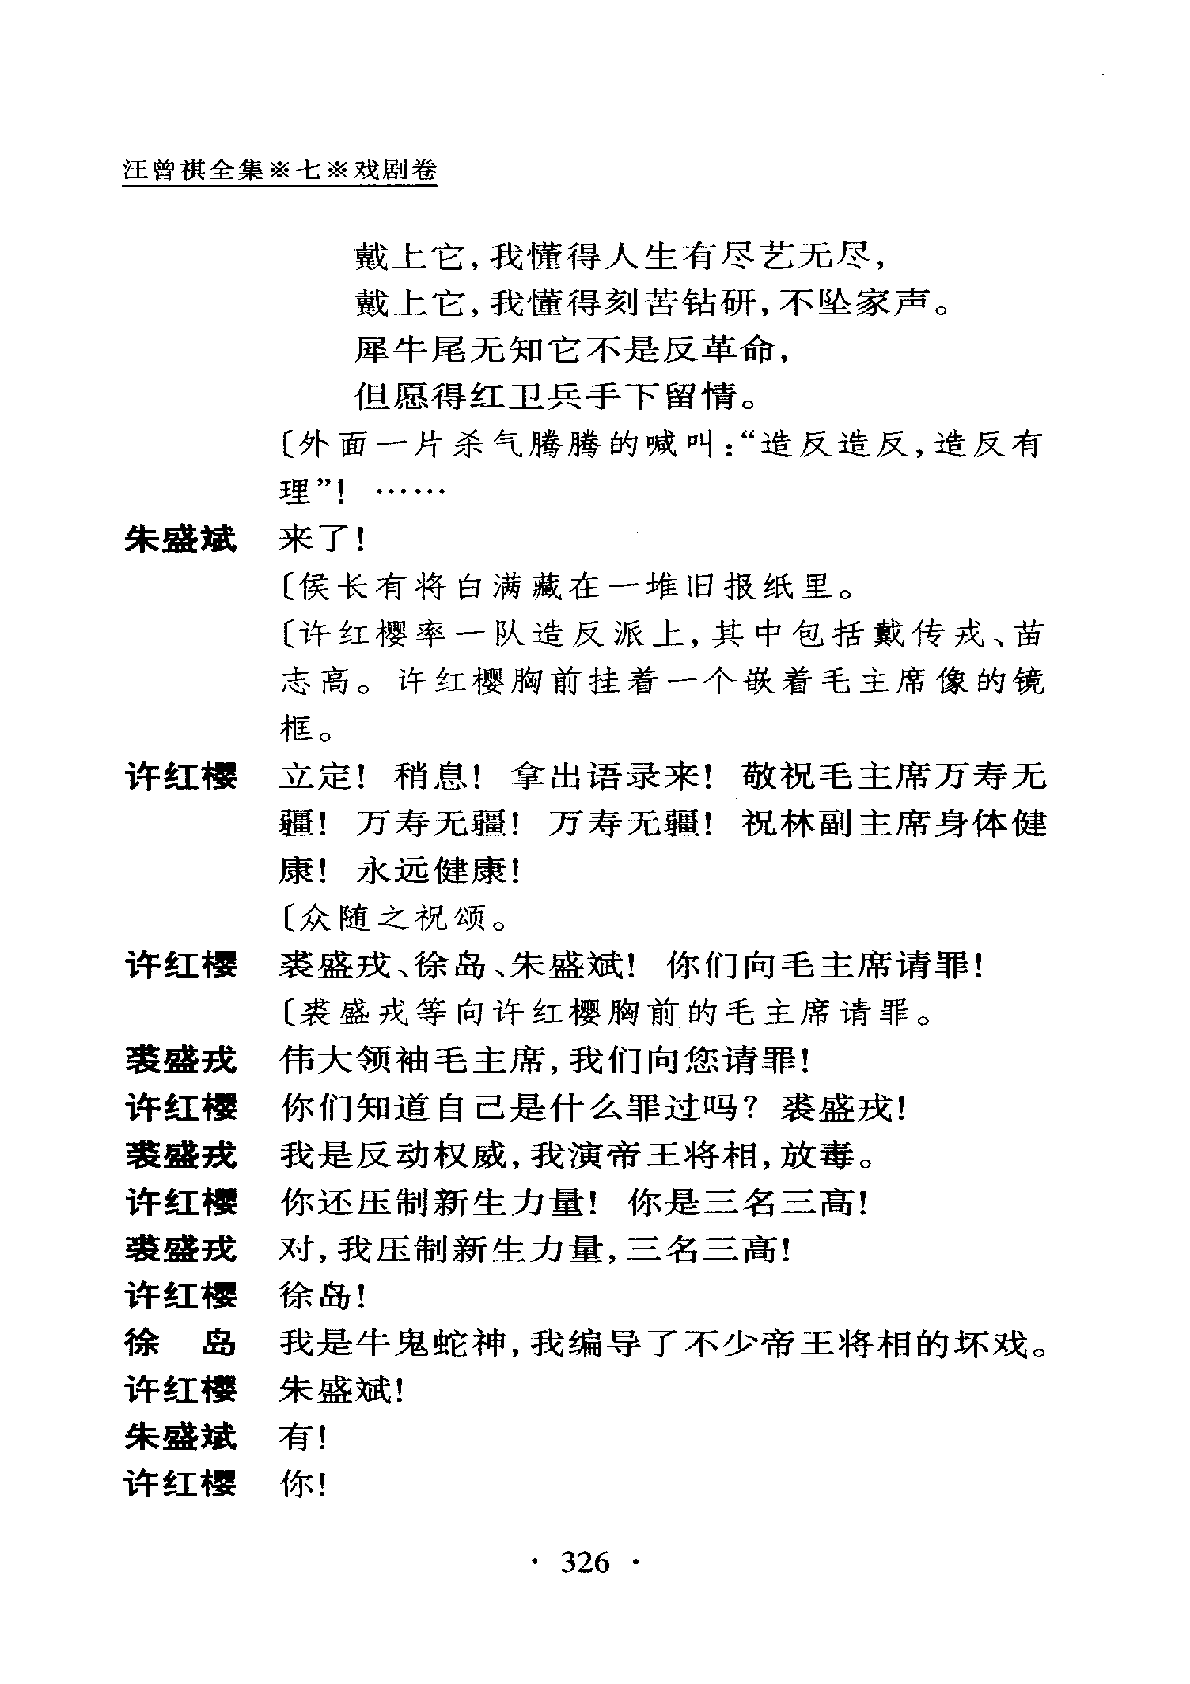 汪曾祺全集※七※戏剧卷
戴上它，我懂得人生有尽艺无尽，
戴上它，我懂得刻苦钻研，不坠家声。
犀牛尾无知它不是反革命，
但愿得红卫兵手下留情。
〔外面一片杀气腾腾的喊叫：“造反造反，造反有
理”！ ……
朱盛斌 来了！
〔侯长有将白满藏在一堆旧报纸里。
〔许红樱率一队造反派上，其中包括戴传戎、苗
志高。许红樱胸前挂着一个嵌着毛主席像的镜
框。
许红樱 立定！ 稍息！ 拿出语录来！ 敬祝毛主席万寿无
疆！ 万寿无疆！ 万寿无疆！ 祝林副主席身体健
康！ 永远健康！
〔众随之祝颂。
许红樱 裘盛戎、徐岛、朱盛斌！ 你们向毛主席请罪！
〔裘盛戎等向许红樱胸前的毛主席请罪。
裘盛戎 伟大领袖毛主席，我们向您请罪！
许红樱 你们知道自己是什么罪过吗？ 裘盛戎！
裘盛戎 我是反动权威，我演帝王将相，放毒。
许红樱 你还压制新生力量！ 你是三名三高！
裘盛戎 对，我压制新生力量，三名三高！
许红樱 徐岛！
徐 岛 我是牛鬼蛇神，我编导了不少帝王将相的坏戏。
许红樱 朱盛斌！
朱盛斌 有！
许红樱 你！
· 326 ·